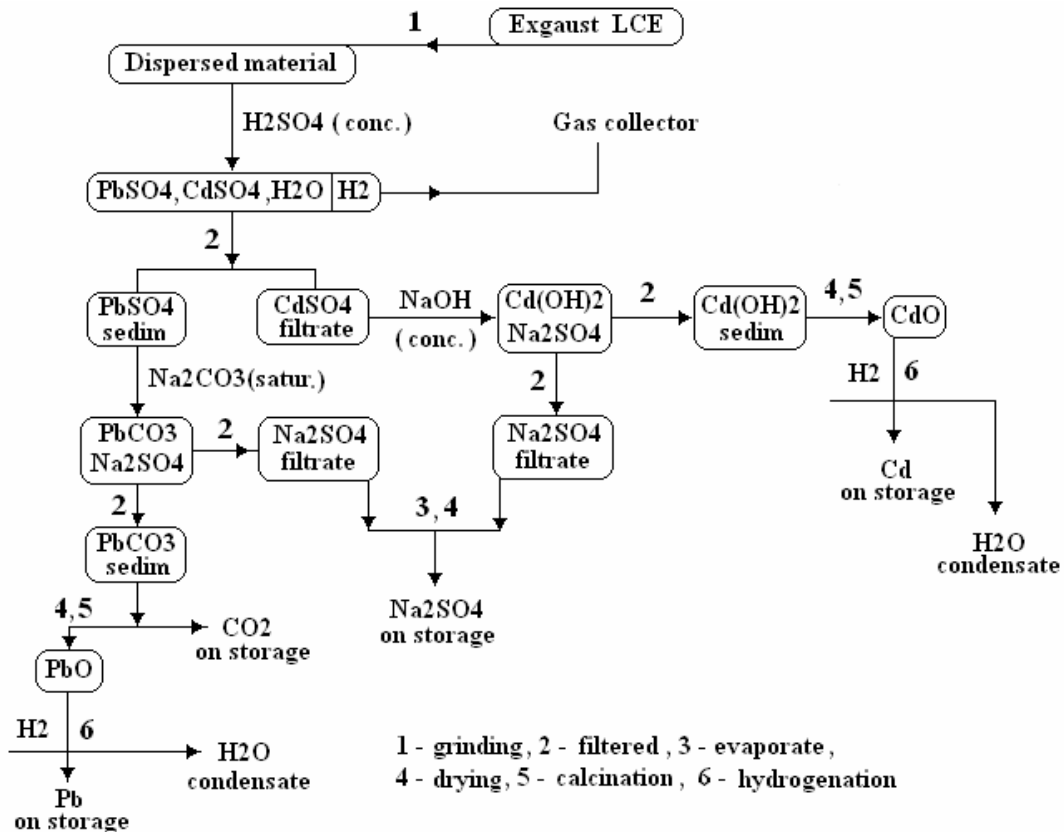 1
Exgaust LCE
Dispersed material
H2SO4 (conc.)
Gas collector
PbSO4,CdSO4,H2O
H2
2
PbSO4
sedim
CdSO4
filtrate
NaOH
(conc.)
Cd(OH)2
Na2SO4
2
Cd(OH)2
sedim
4,5
CdO
Na2CO3(satur.)
2
H2
6
PbCO3
Na2SO4
2
Na2SO4
filtrate
Na2SO4
filtrate
Cd
on storage
2
3,4
PbCO3
sedim
H2O
condensate
4,5
CO2
on storage
Na2SO4
on storage
PbO
H2
6
H2O
condensate
Pb
on storage
1 - grinding, 2 - filtered, 3 - evaporate,
4 - drying, 5 - calcination, 6 - hydrogenation